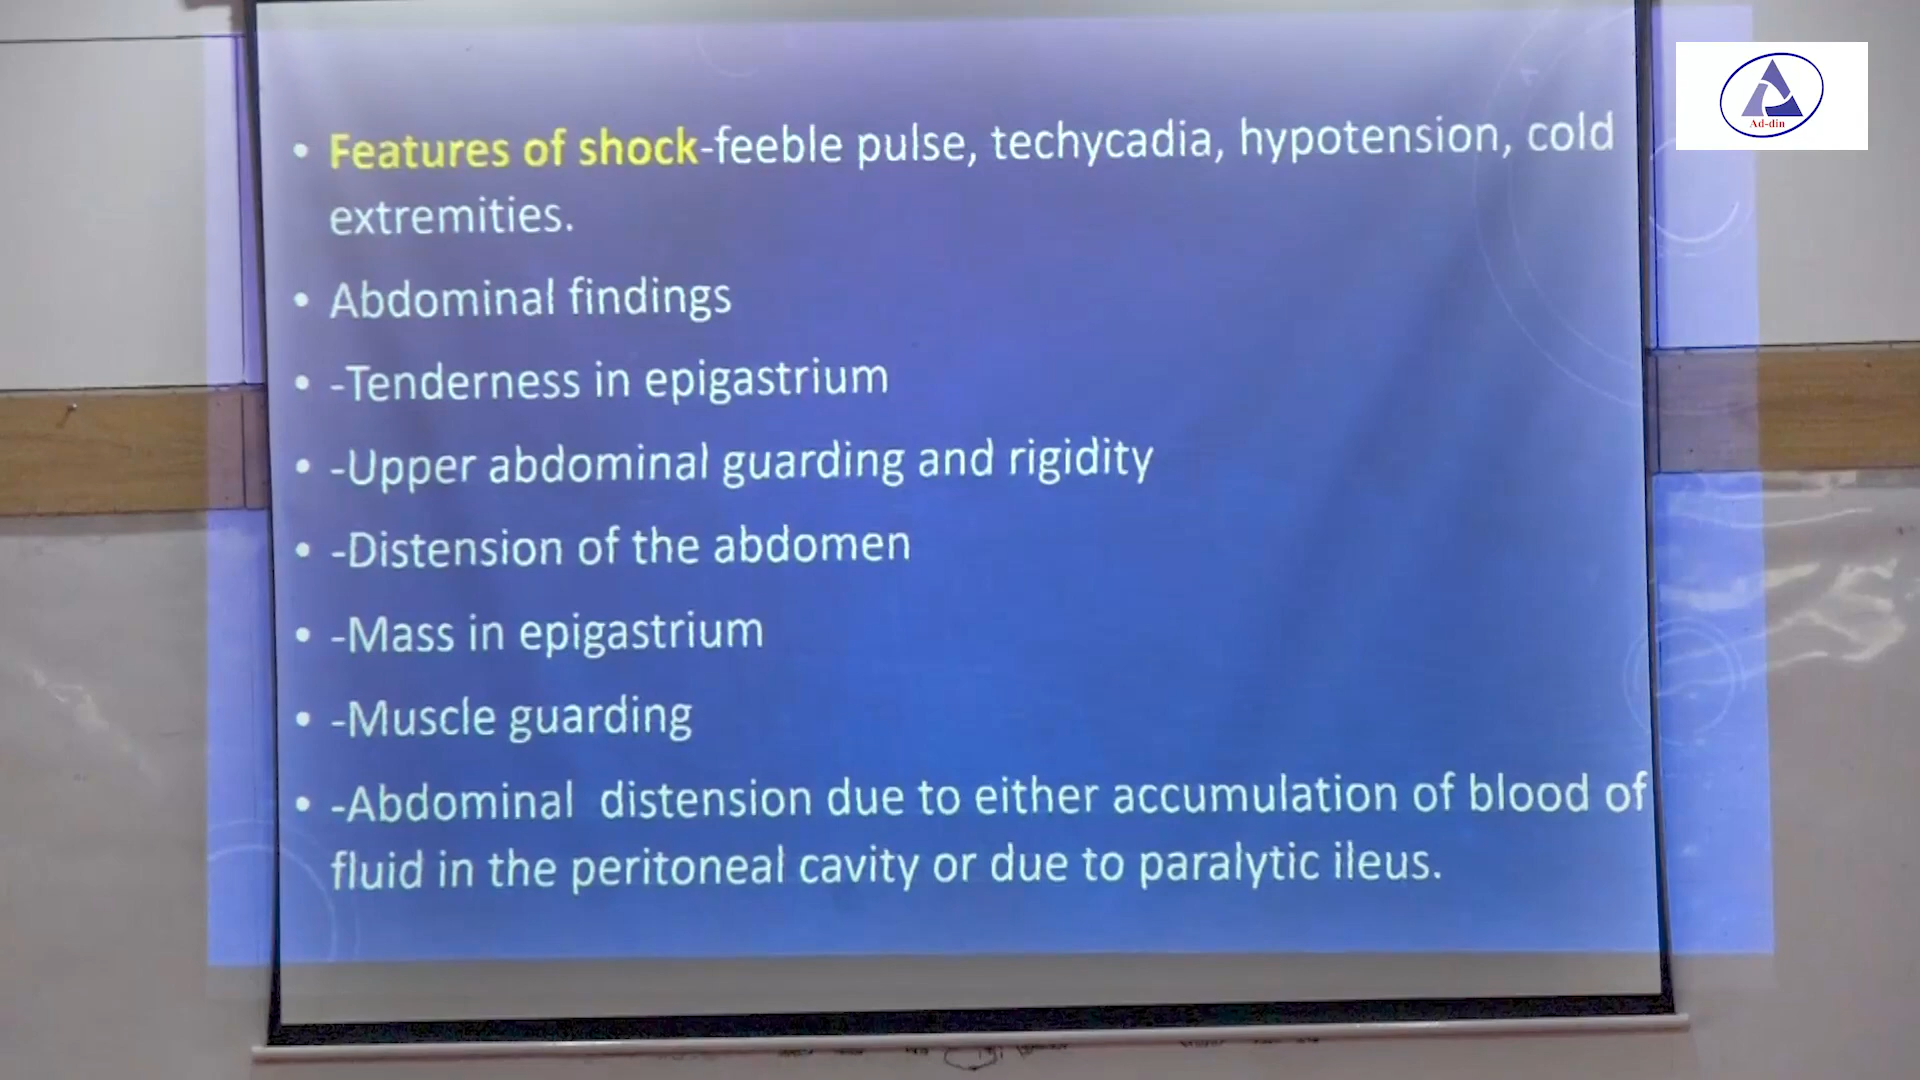 • Features of shock-feeble pulse, techycadia, hypotension, cold
extremities.
• Abdominal findings
• -Tenderness in epigastrium
• -Upper abdominal guarding and rigidity
• -Distension of the abdomen
• -Mass in epigastrium
• -Muscle guarding
• -Abdominal distension due to either accumulation of blood of
fluid in the peritoneal cavity or due to paralytic ileus.
Ad-din